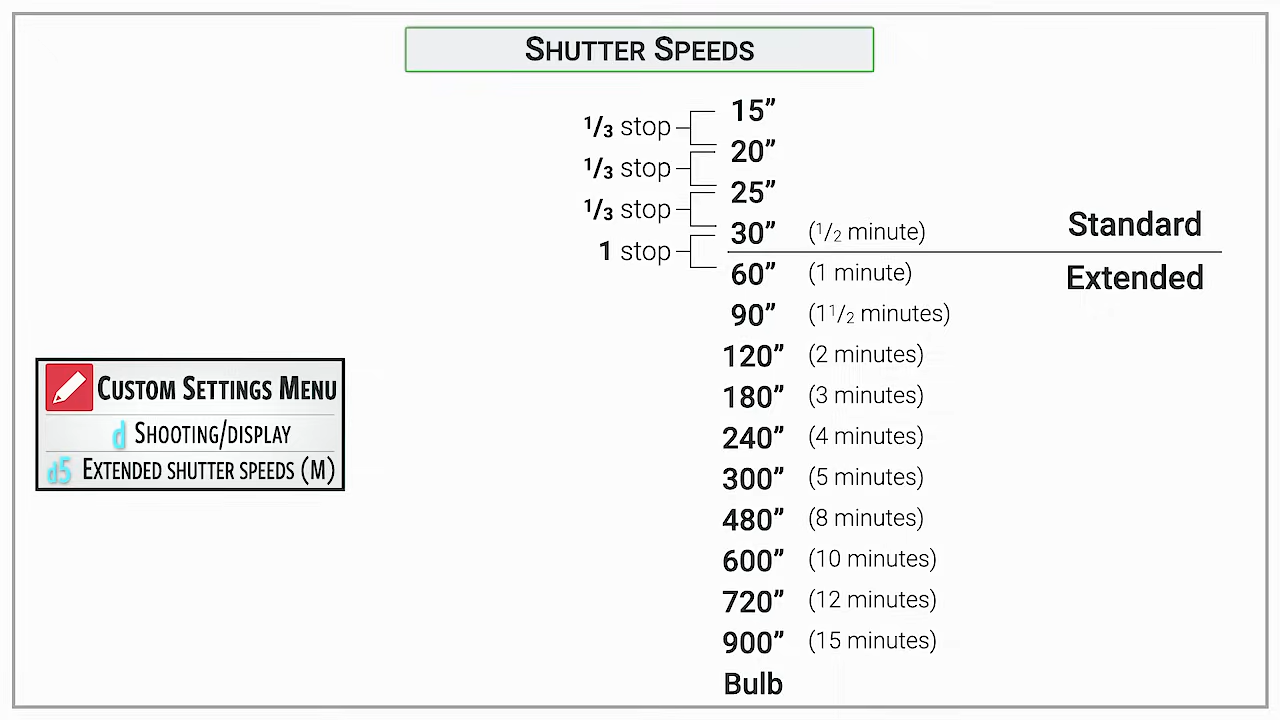 SHUTTER SPEEDS
15”
1/3 stop
20”
1/3 stop
25”
1/3 stop
30” (1/2 minute) Standard
1 stop
60” (1 minute) Extended
90” (1 1/2 minutes)
120” (2 minutes)
180” (3 minutes)
240” (4 minutes)
300” (5 minutes)
480” (8 minutes)
600” (10 minutes)
720” (12 minutes)
900” (15 minutes)
Bulb
CUSTOM SETTINGS MENU
d SHOOTING/DISPLAY
d5 EXTENDED SHUTTER SPEEDS (M)